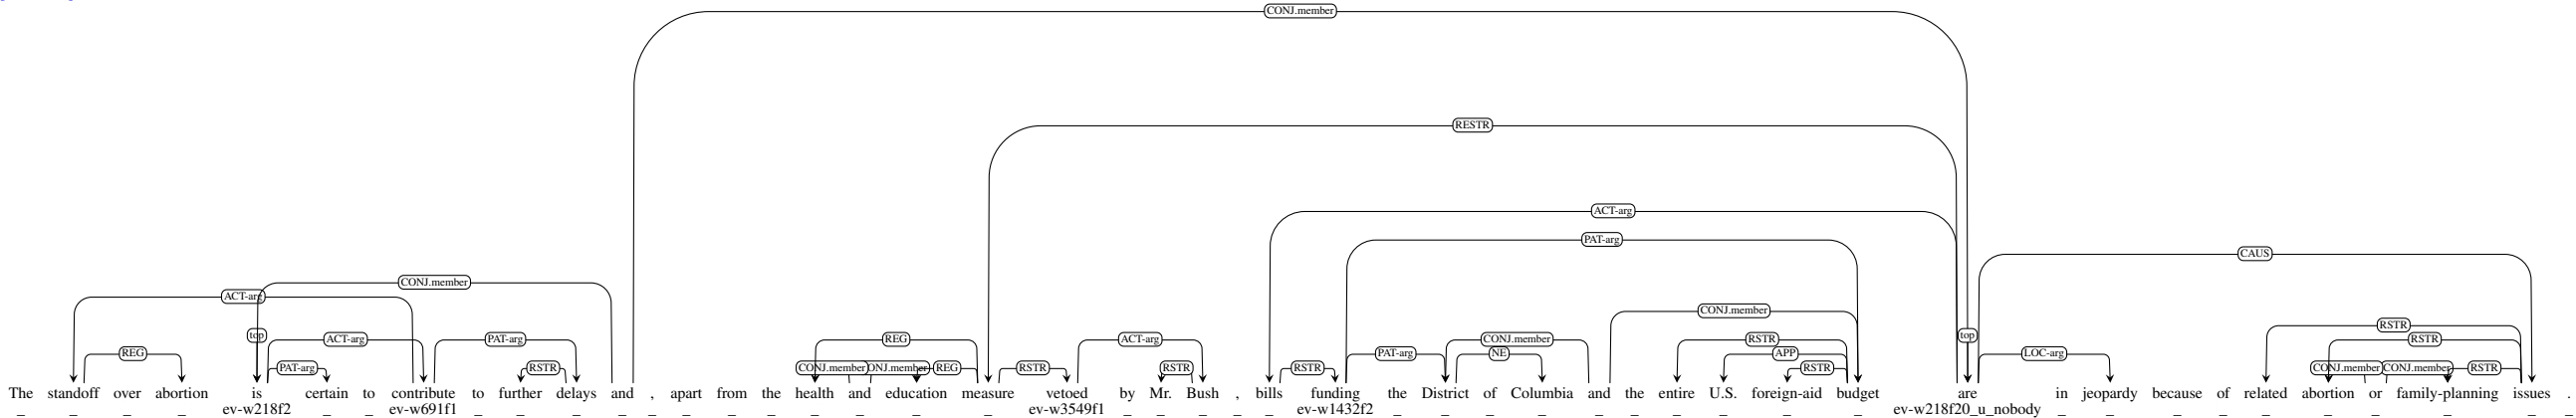 CONJ.member
RESTR
ACT-arg
PAT-arg
CAUS
CONJ.member
ACT-arg
CONJ.member
RSTR
top ACT-arg PAT-arg REG ACT-arg CONJ.member RSTR top RSTR
REG PAT-arg NE APP LOC-arg
PAT-arg RSTR CONJ.member ONJ.member REG RSTR RSTR RSTR RSTR CONJ.member CONJ.member RSTR
The standoff over abortion is certain to contribute to further delays and , apart from the health and education measure vetoed by Mr. Bush , bills funding the District of Columbia and the entire U.S. foreign-aid budget are in jeopardy because of related abortion or family-planning issues .
_ _ _ _ ev-w218f2 _ _ ev-w691f1 _ _ _ _ _ _ _ _ _ _ _ _ ev-w3549f1 _ _ _ _ _ ev-w1432f2 _ _ _ _ _ _ _ _ _ _ ev-w218f20_u_nobody _ _ _ _ _ _ _ _ _ _